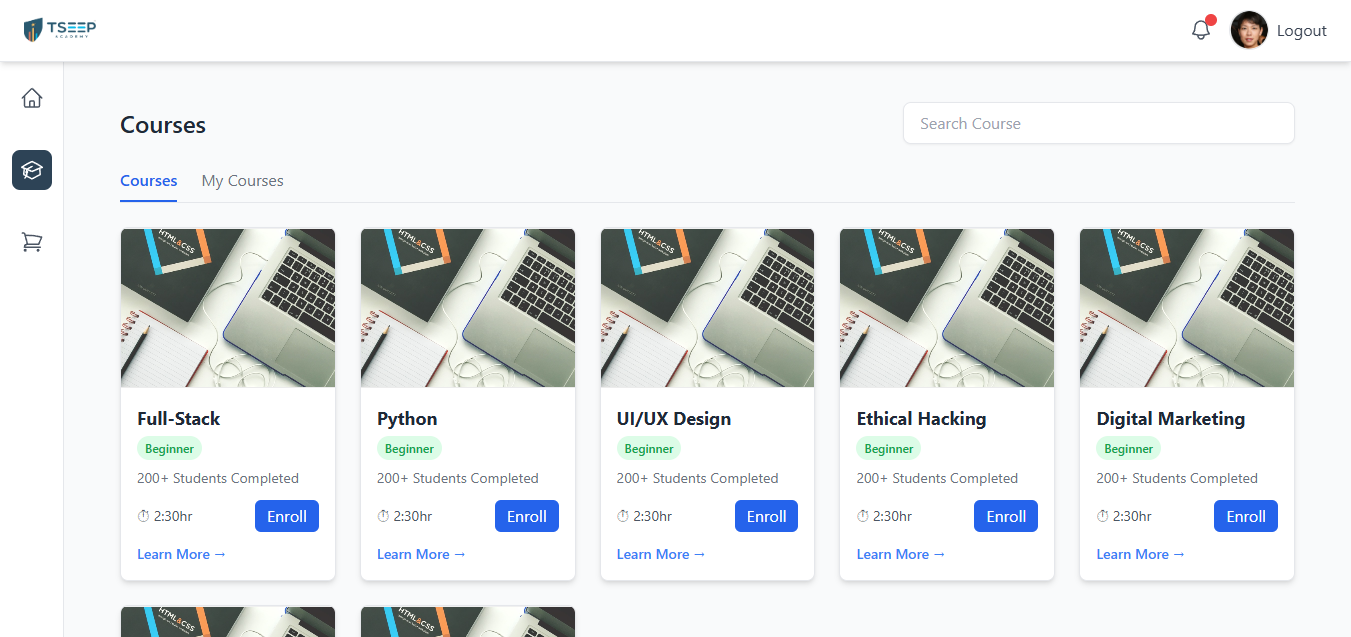 TSEEP
ACADEMY
Logout
Courses
Search Course
Courses
My Courses
HTML&CSS
HTML&CSS
HTML&CSS
HTML&CSS
HTML&CSS
Full-Stack
Python
UI/UX Design
Ethical Hacking
Digital Marketing
Beginner
Beginner
Beginner
Beginner
Beginner
200+ Students Completed
200+ Students Completed
200+ Students Completed
200+ Students Completed
200+ Students Completed
2:30hr
Enroll
2:30hr
Enroll
2:30hr
Enroll
2:30hr
Enroll
2:30hr
Enroll
Learn More →
Learn More →
Learn More →
Learn More →
Learn More →
HTML&CSS
HTML&CSS